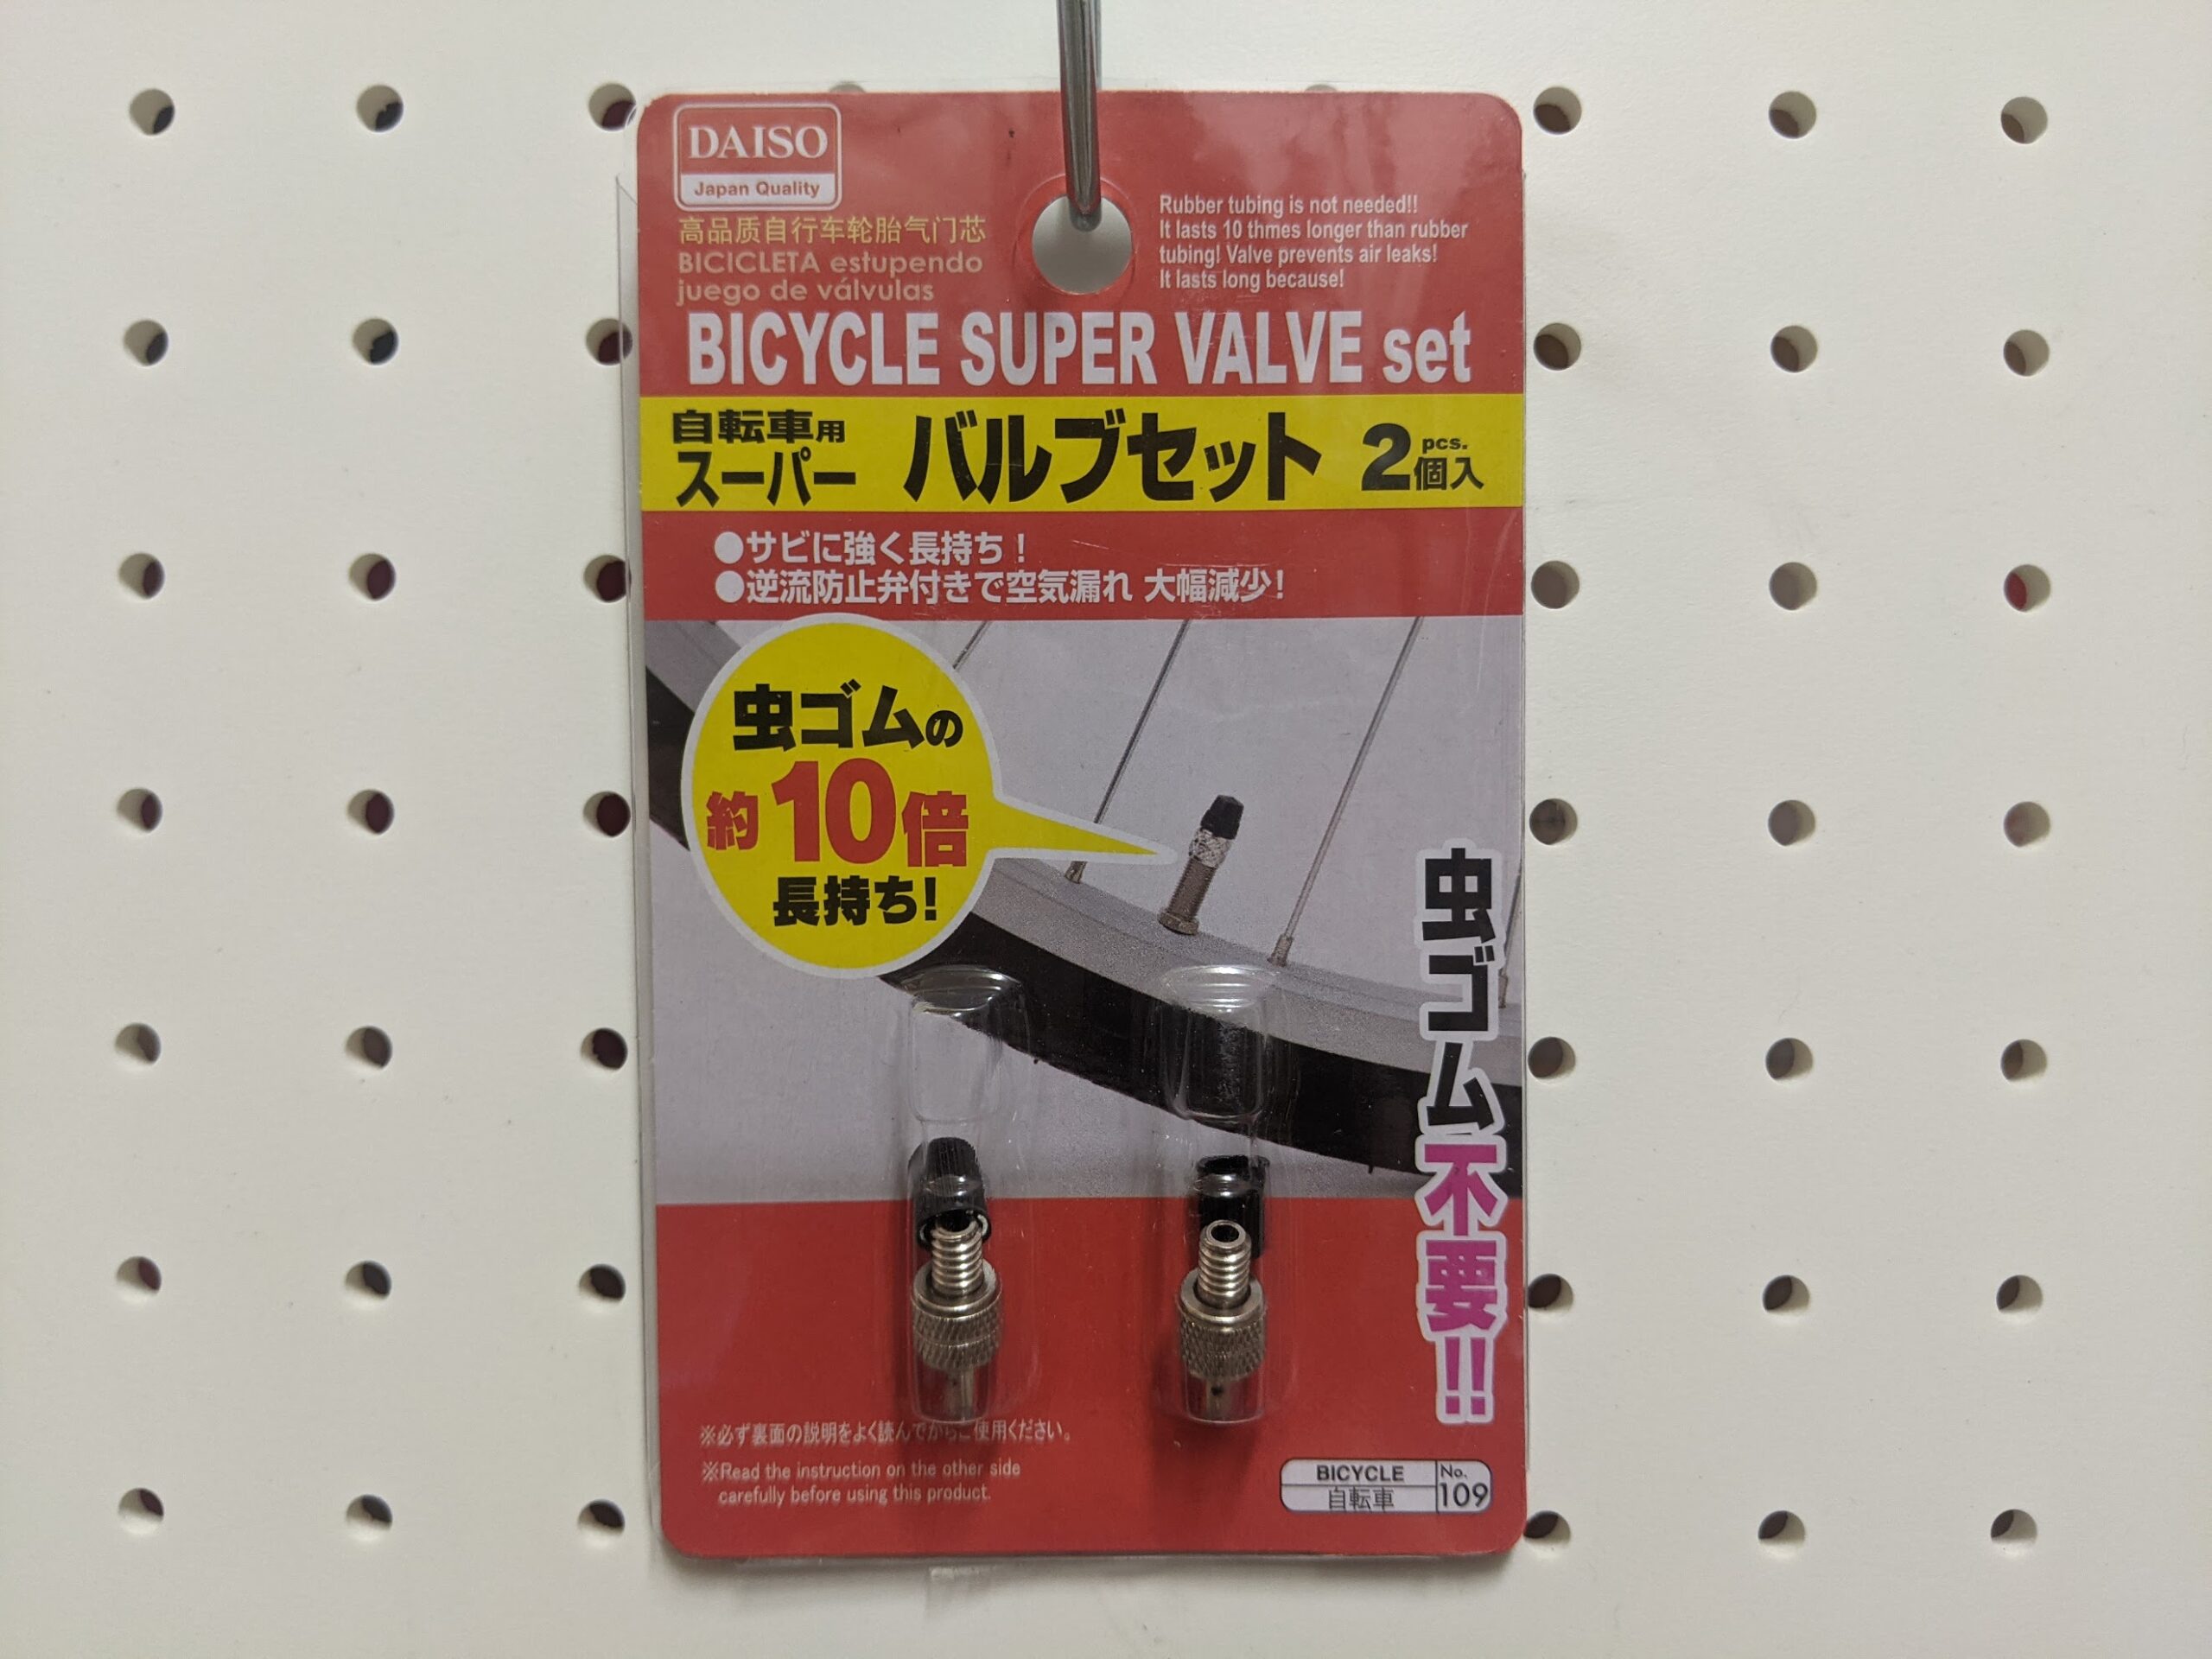 DAISO
Japan Quality
高品质自行车轮胎气门芯
BICICLETA estupendo
juego de válvulas
Rubber tubing is not needed!!
It lasts 10 thmes longer than rubber
tubing! Valve prevents air leaks!
It lasts long because!
BICYCLE SUPER VALVE set
自転車用
スーパー
バルブセット
2 pcs.
個入
●サビに強く長持ち!
●逆流防止弁付きで空気漏れ 大幅減少!
虫ゴムの
約10倍
長持ち!
虫ゴム不要!!
※必ず裏面の説明をよく読んでからご使用ください。
※Read the instruction on the other side
carefully before using this product.
BICYCLE
自転車
No.
109